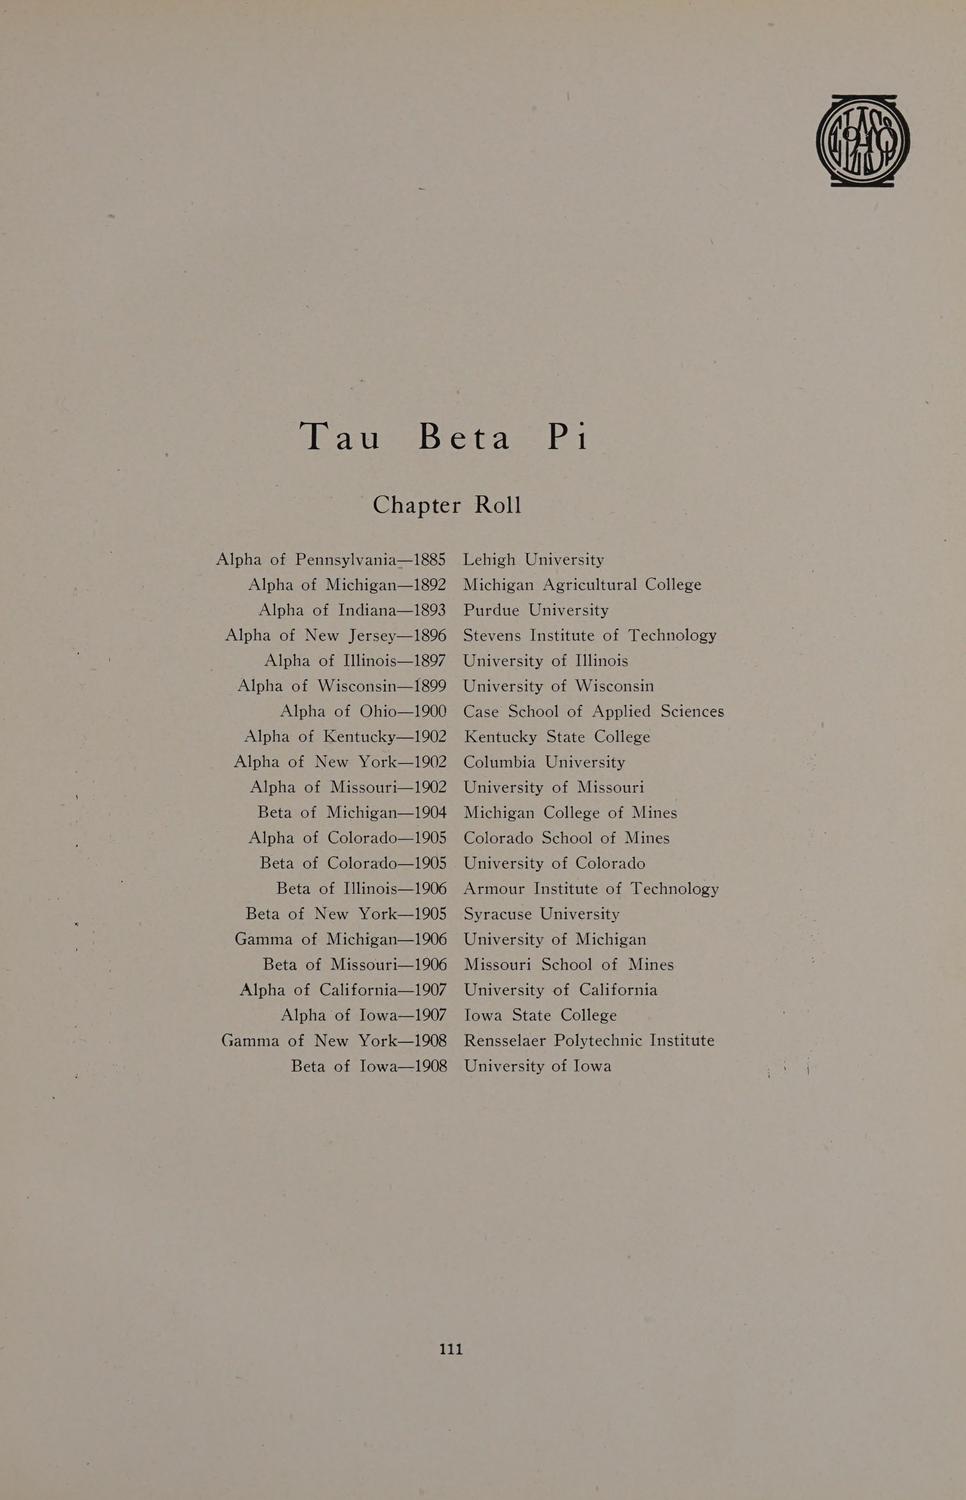 Tau Beta Pi
Chapter Roll
Alpha of Pennsylvania—1885 Lehigh University
Alpha of Michigan—1892 Michigan Agricultural College
Alpha of Indiana—1893 Purdue University
Alpha of New Jersey—1896 Stevens Institute of Technology
Alpha of Illinois—1897 University of Illinois
Alpha of Wisconsin—1899 University of Wisconsin
Alpha of Ohio—1900 Case School of Applied Sciences
Alpha of Kentucky—1902 Kentucky State College
Alpha of New York—1902 Columbia University
Alpha of Missouri—1902 University of Missouri
Beta of Michigan—1904 Michigan College of Mines
Alpha of Colorado—1905 Colorado School of Mines
Beta of Colorado—1905 University of Colorado
Beta of Illinois—1906 Armour Institute of Technology
Beta of New York—1905 Syracuse University
Gamma of Michigan—1906 University of Michigan
Beta of Missouri—1906 Missouri School of Mines
Alpha of California—1907 University of California
Alpha of Iowa—1907 Iowa State College
Gamma of New York—1908 Rensselaer Polytechnic Institute
Beta of Iowa—1908 University of Iowa
111